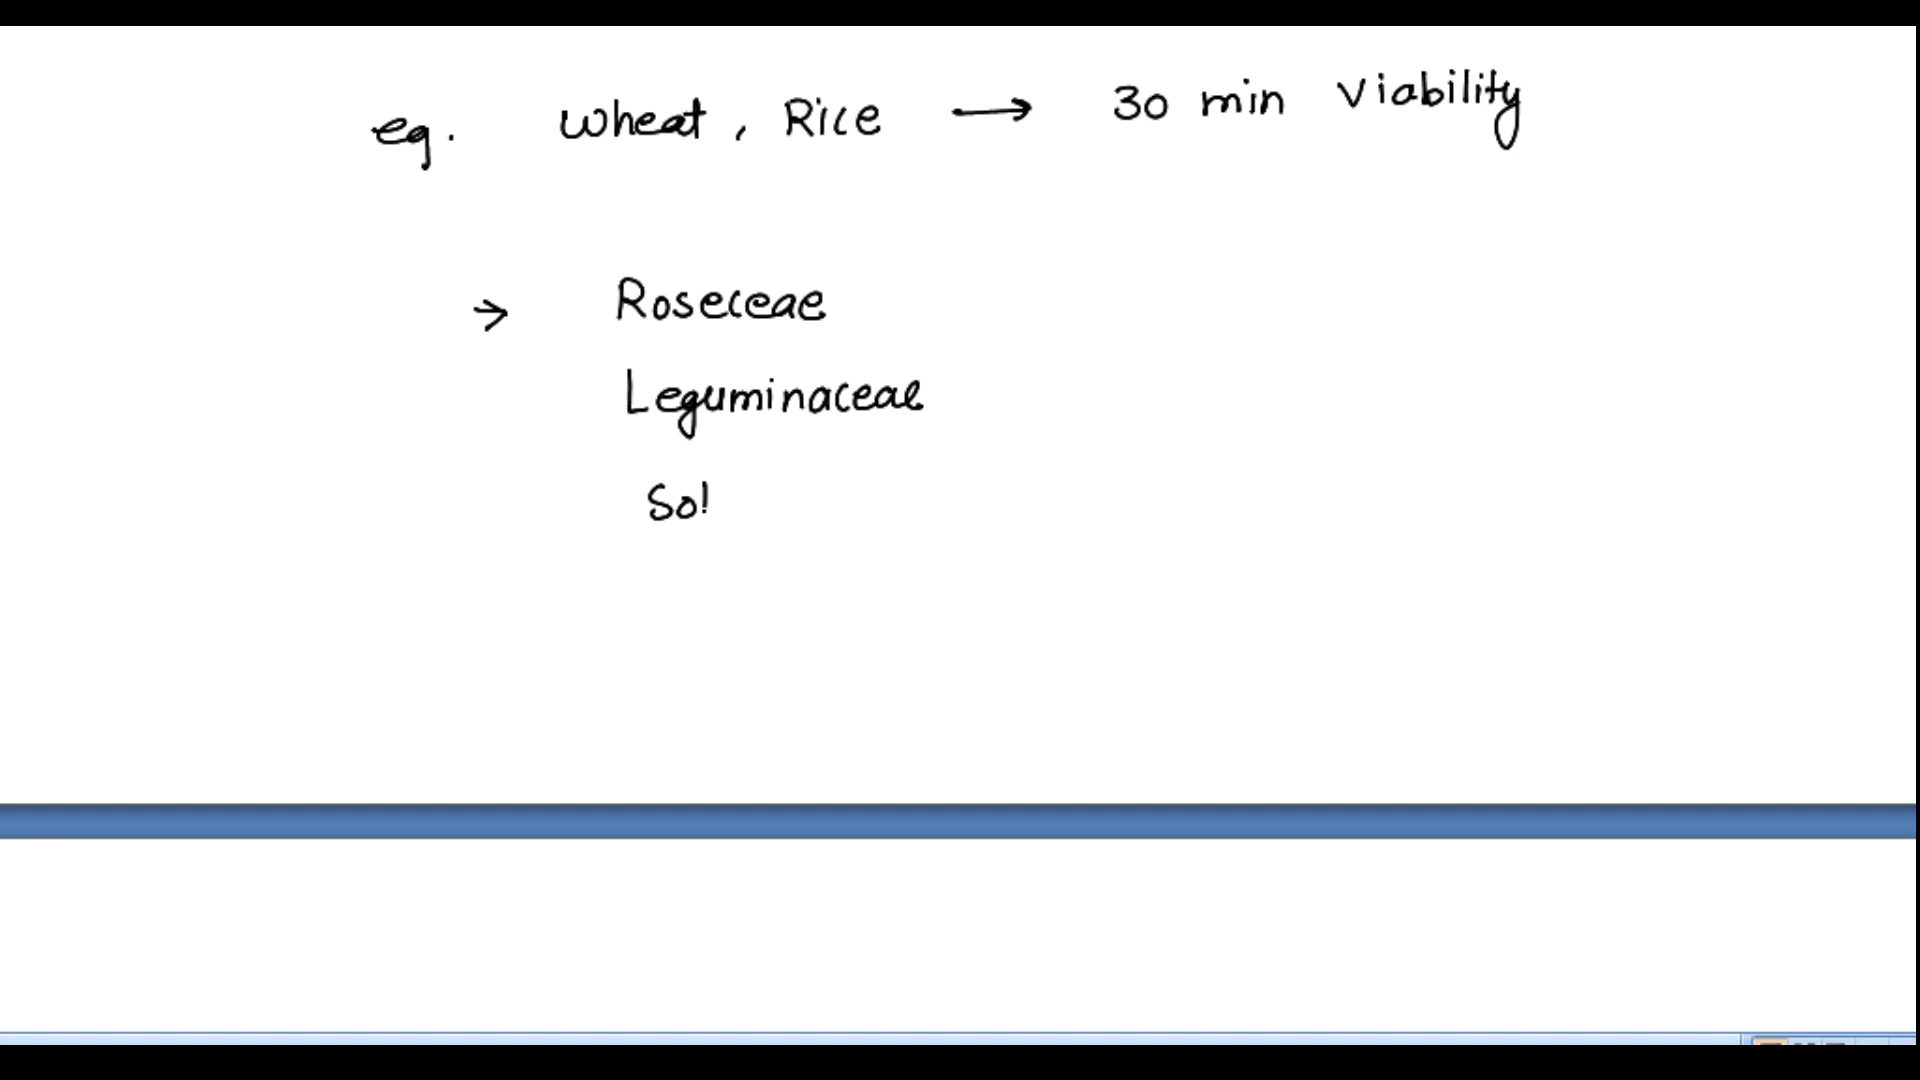 eg. Wheat, Rice → 30 min Viability
→ Roseceae
Leguminaceae
Sol